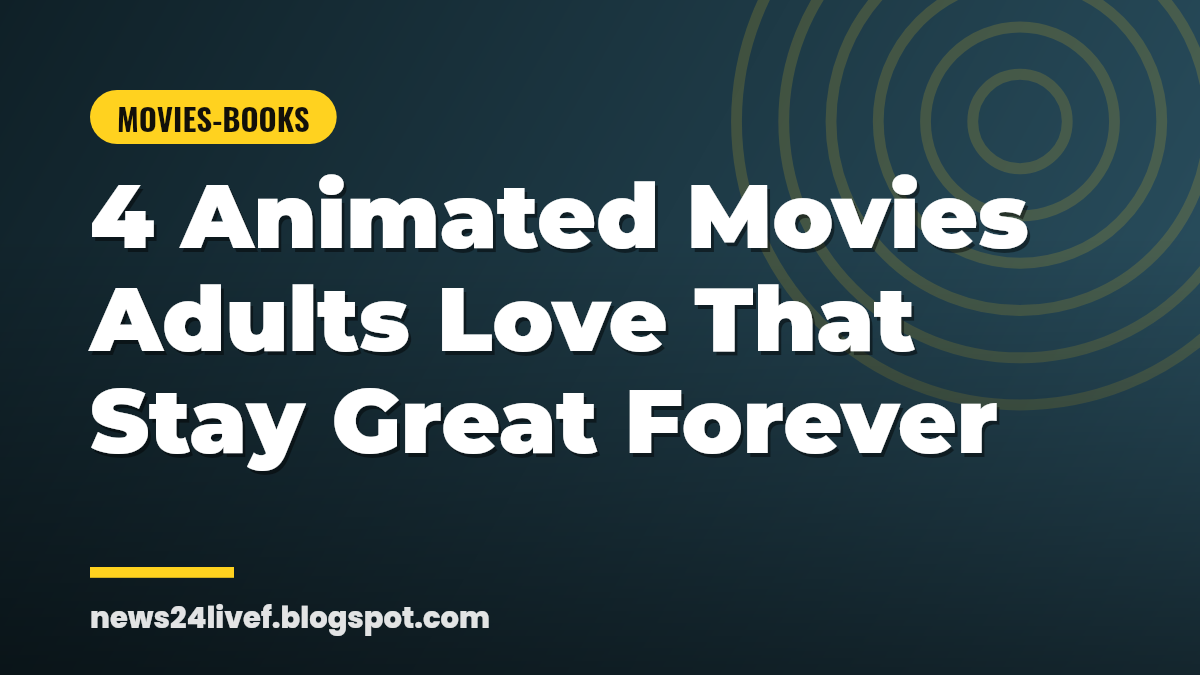 MOVIES-BOOKS
4 Animated Movies
Adults Love That
Stay Great Forever
news24livef.blogspot.com